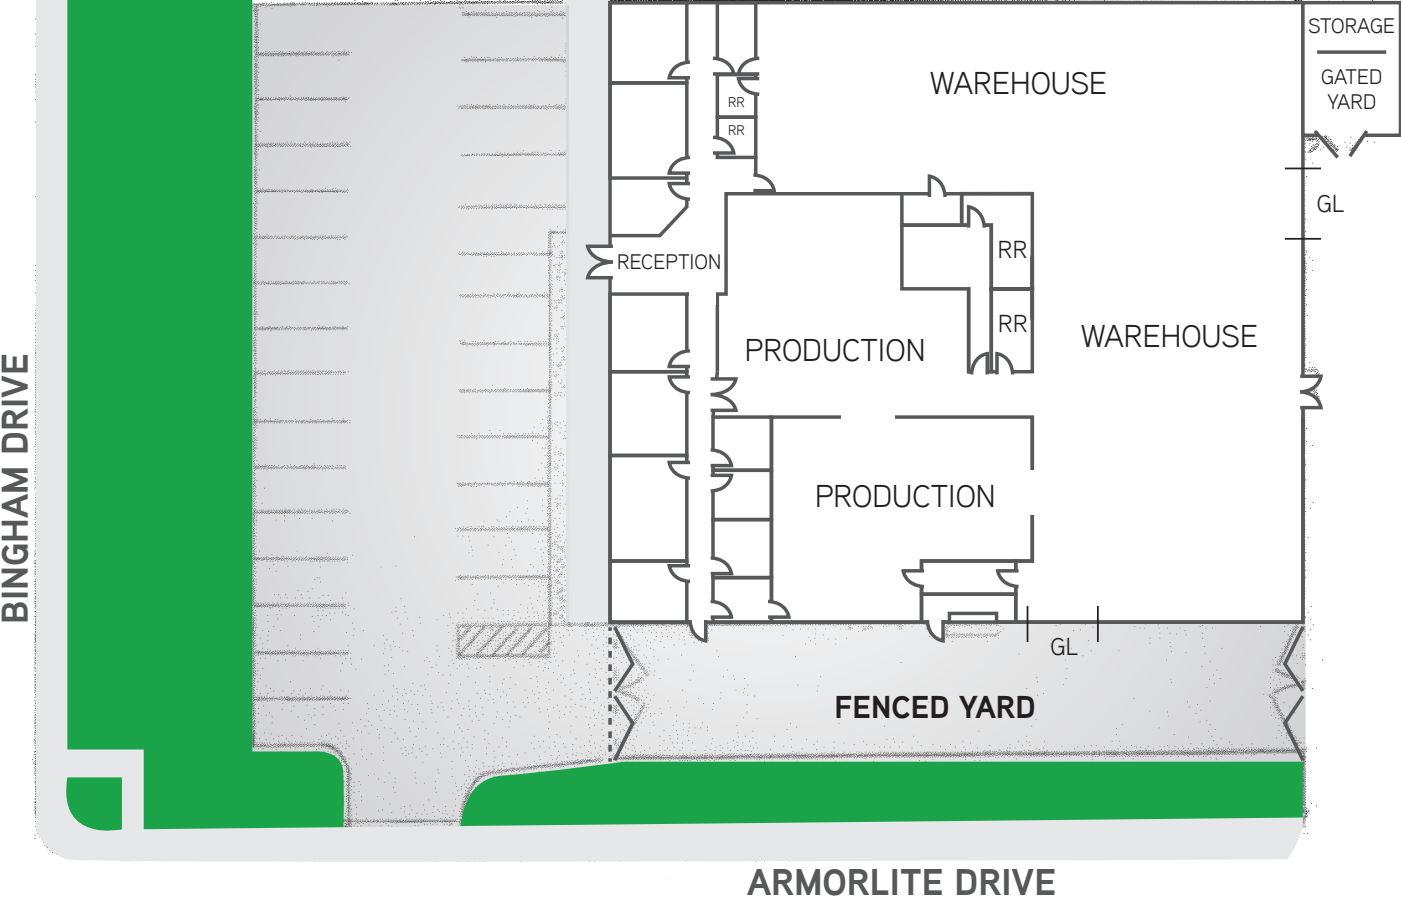 STORAGE
GATED
YARD
WAREHOUSE
RR
RR
GL
RR
RECEPTION
RR
WAREHOUSE
PRODUCTION
PRODUCTION
GL
FENCED YARD
BINGHAM DRIVE
ARMORLITE DRIVE